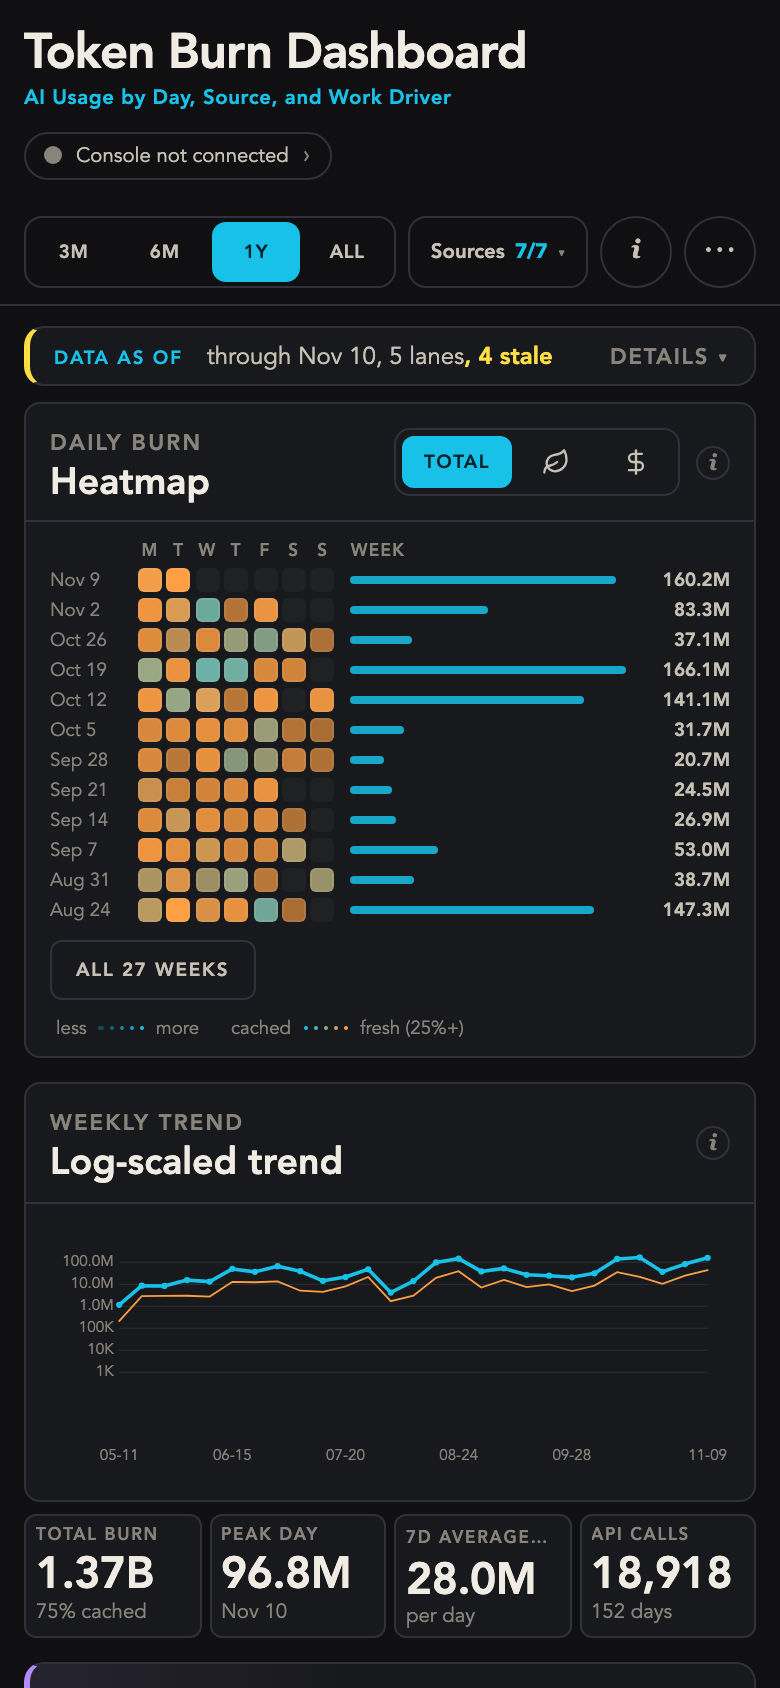 Token Burn Dashboard
AI Usage by Day, Source, and Work Driver
Console not connected ›
3M 6M 1Y ALL Sources 7/7 ▾ i ...
DATA AS OF through Nov 10, 5 lanes, 4 stale DETAILS ▾
DAILY BURN
Heatmap
TOTAL $ i
M T W T F S S WEEK
Nov 9 160.2M
Nov 2 83.3M
Oct 26 37.1M
Oct 19 166.1M
Oct 12 141.1M
Oct 5 31.7M
Sep 28 20.7M
Sep 21 24.5M
Sep 14 26.9M
Sep 7 53.0M
Aug 31 38.7M
Aug 24 147.3M
ALL 27 WEEKS
less more cached fresh (25%+)
WEEKLY TREND
Log-scaled trend
i
100.0M
10.0M
1.0M
100K
10K
1K
05-11 06-15 07-20 08-24 09-28 11-09
TOTAL BURN
1.37B
75% cached
PEAK DAY
96.8M
Nov 10
7D AVERAGE...
28.0M
per day
API CALLS
18,918
152 days